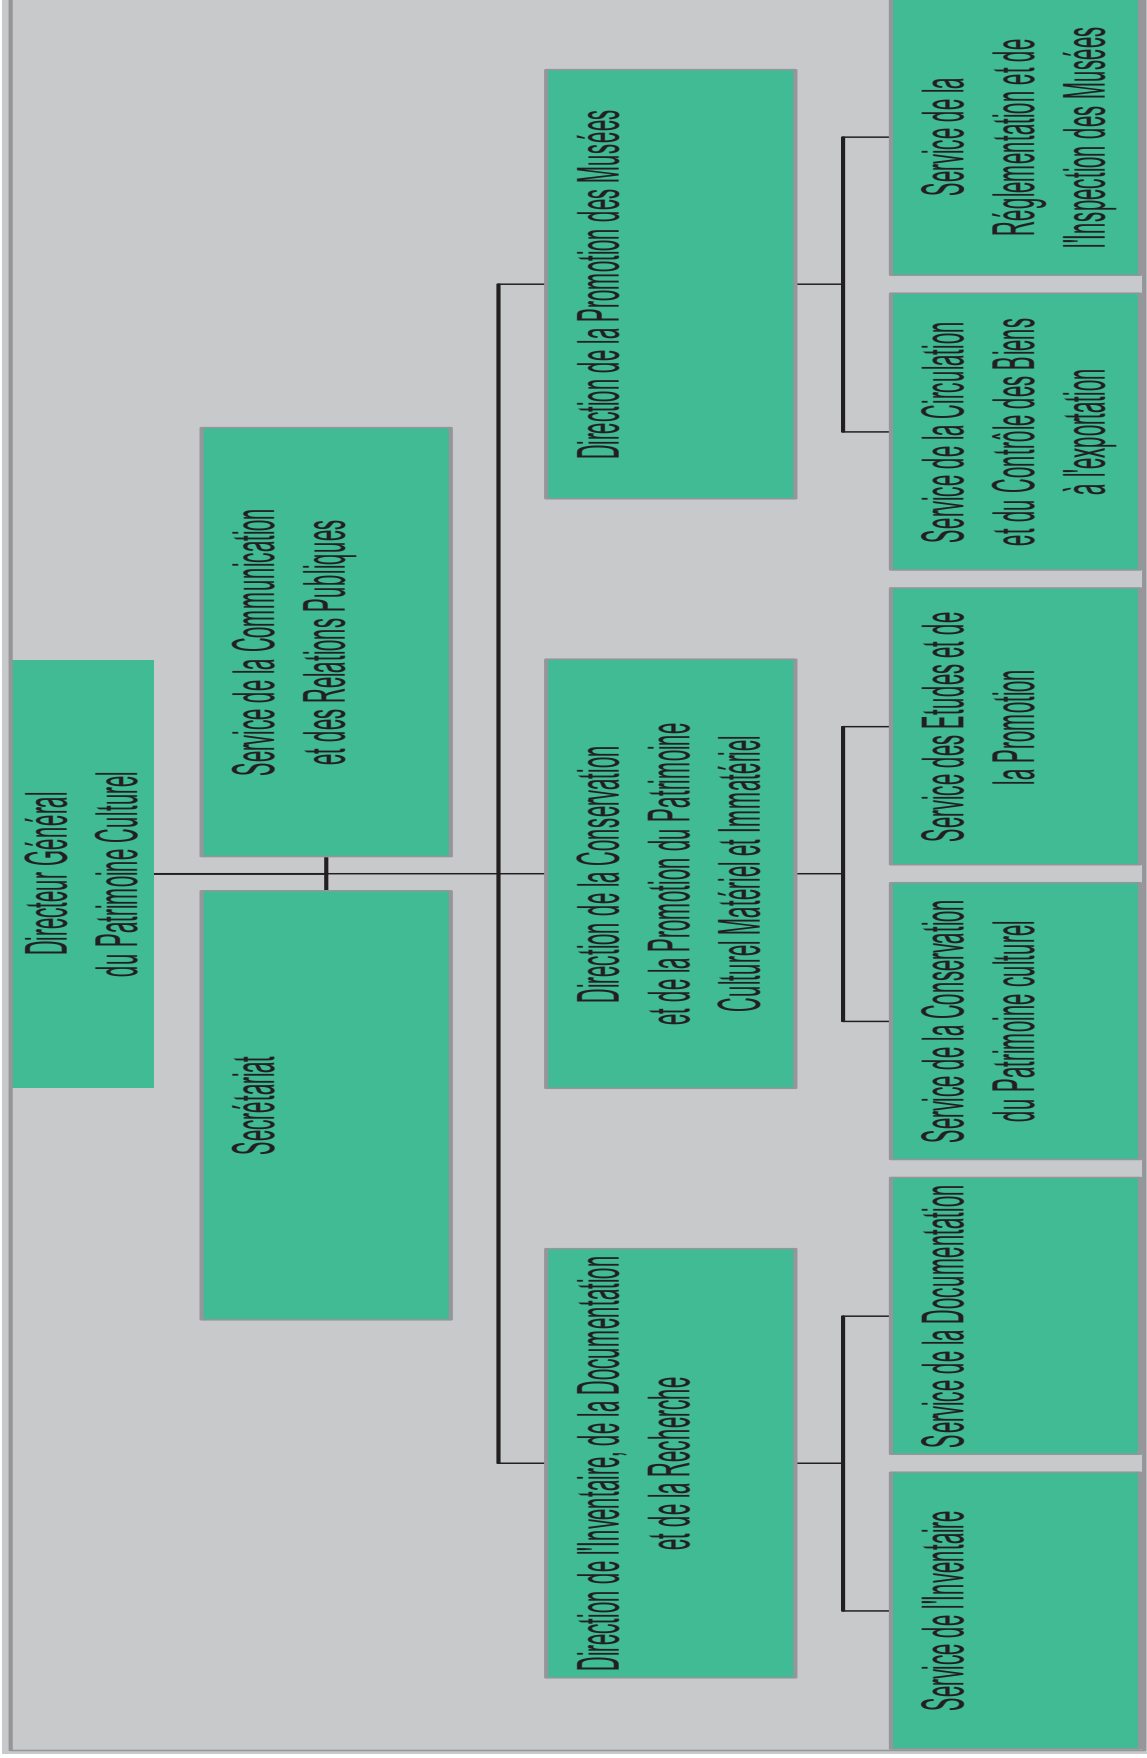 Directeur Général
du Patrimoine Culturel
Secrétariat
Service de la Communication
et des Relations Publiques
Direction de l'Inventaire, de la Documentation
et de la Recherche
Direction de la Conservation
et de la Promotion du Patrimoine
Culturel Matériel et Immatériel
Direction de la Promotion des Musées
Service de l'Inventaire
Service de la Documentation
Service de la Conservation
du Patrimoine culturel
Service des Etudes et de
la Promotion
Service de la Circulation
et du Contrôle des Biens
à l'exportation
Service de la
Réglementation et de
l'Inspection des Musées